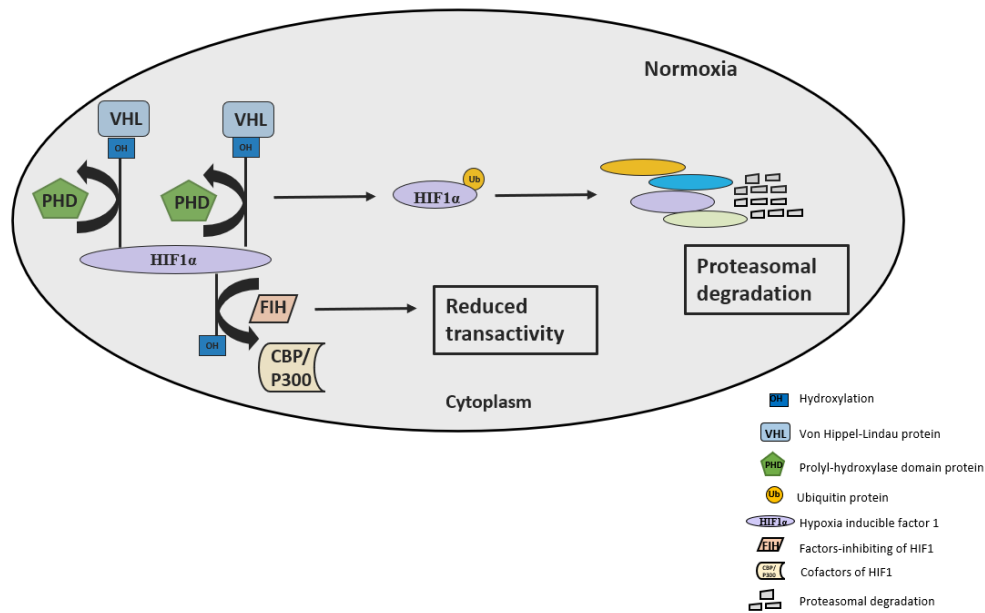 Normoxia
VHL
OH
VHL
OH
PHD
PHD
HIF1α
Ub
HIF1α
Proteasomal
degradation
FIH
Reduced
transactivity
OH
CBP/
P300
Cytoplasm
OH Hydroxylation
VHL Von Hippel-Lindau protein
PHD Prolyl-hydroxylase domain protein
Ub Ubiquitin protein
HIF1α Hypoxia inducible factor 1
FIH Factors-inhibiting of HIF1
CBP/
P300 Cofactors of HIF1
Proteasomal degradation